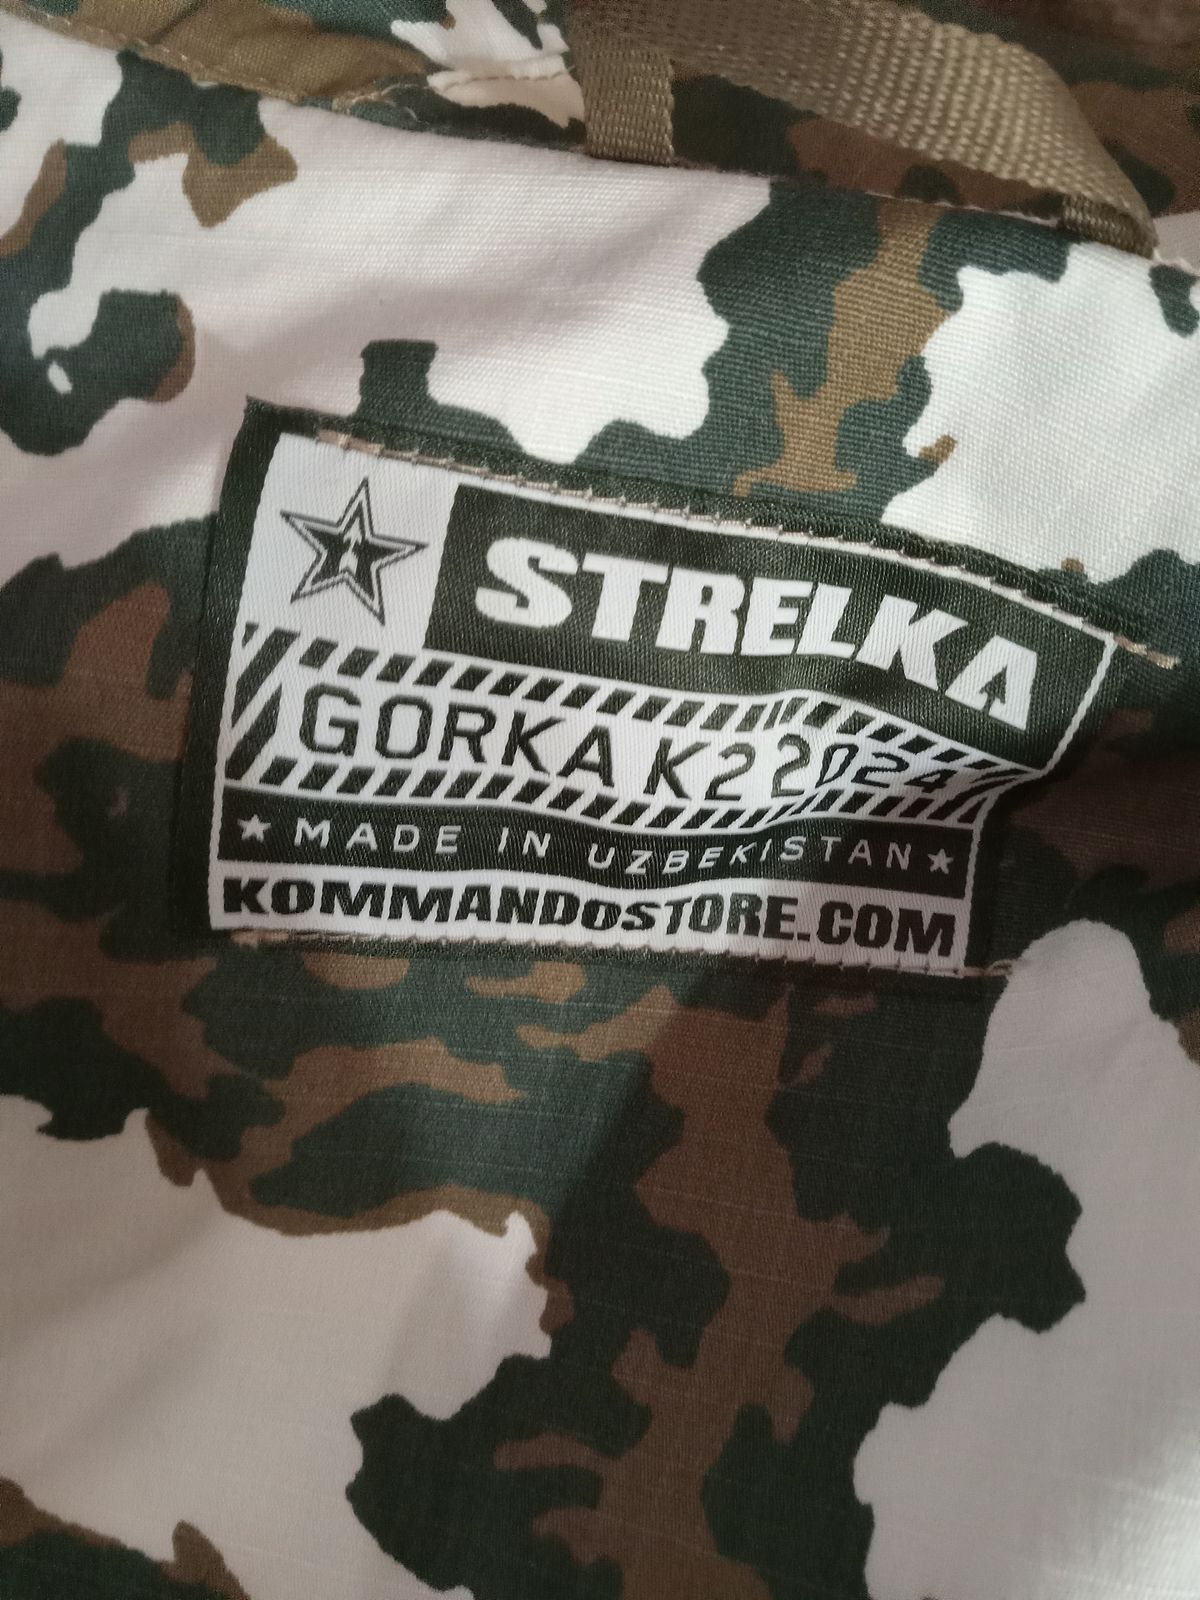 STRELKA
GORKA K2 2024
MADE IN UZBEKISTAN
KOMMANDOSTORE.COM